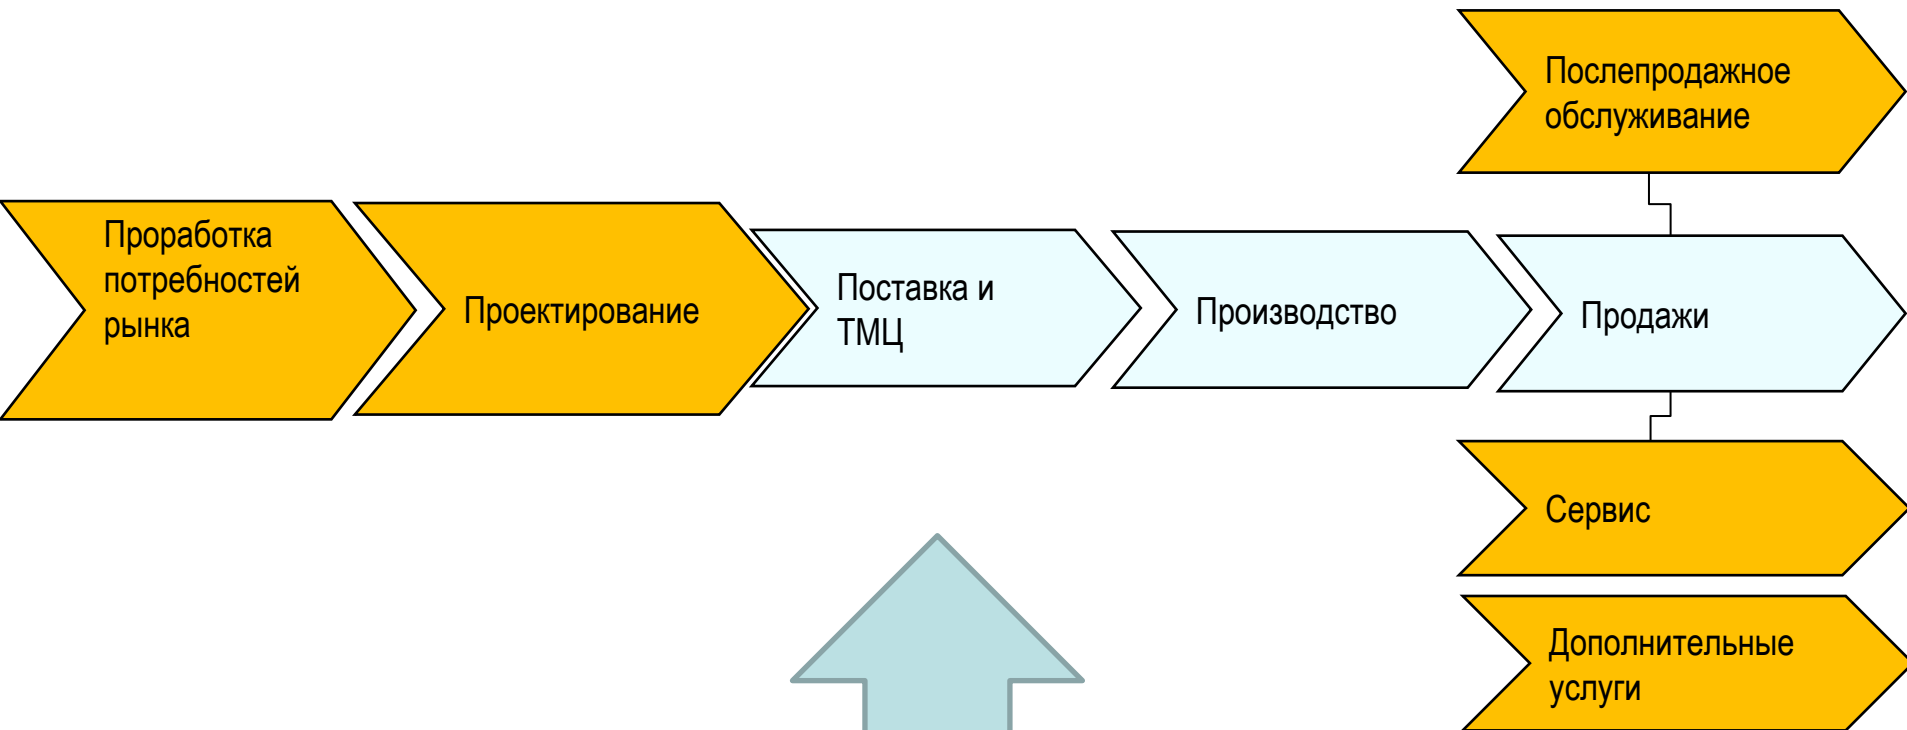 Послепродажное
обслуживание
Проработка
потребностей
рынка
Проектирование
Поставка и
ТМЦ
Производство
Продажи
Сервис
Дополнительные
услуги